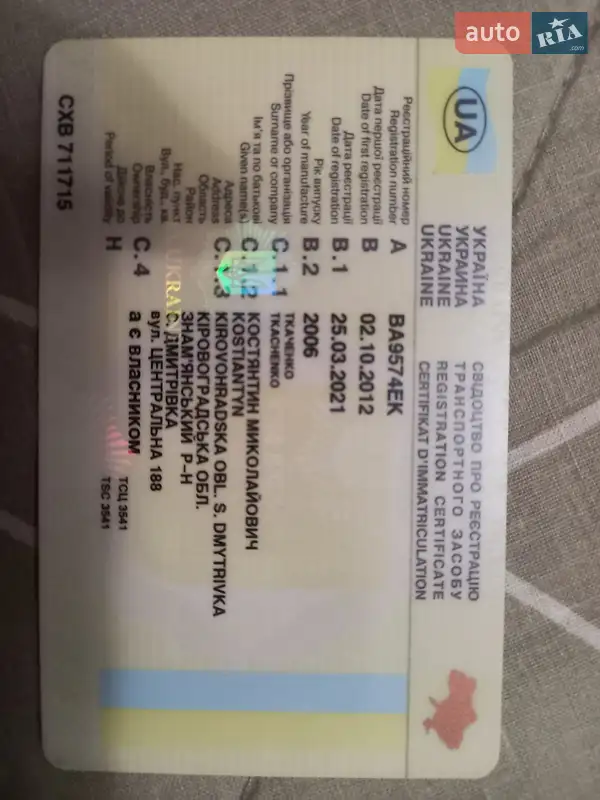 auto RIA .com
UA
УКРАЇНА
УКРАИНА
UKRAINE
UKRAINE
СВІДОЦТВО ПРО РЕЄСТРАЦІЮ
ТРАНСПОРТНОГО ЗАСОБУ
REGISTRATION CERTIFICATE
CERTIFIKAT D'IMMATRICULATION
Реєстраційний номер
Registration number A BA9574EK
Дата першої реєстрації
Date of first registration B 02.10.2012
Дата реєстрації
Date of registration B.1 25.03.2021
Рік випуску
Year of manufacture B.2 2006
Прізвище або організація C.1.1 ТКАЧЕНКО
Surname or company TKACHENKO
Ім'я та по батькові C.1.2 КОСТЯНТИН МИКОЛАЙОВИЧ
Given name(s) KOSTIANTYN
Адреса C.1.3 KIROVOHRADSKA OBL. S. DMYTRIVKA
Address
Область КІРОВОГРАДСЬКА ОБЛ.
Район ЗНАМ'ЯНСЬКИЙ Р-Н
Нас. пункт С. ДМИТРІВКА
Вул., буд., кв. вул. ЦЕНТРАЛЬНА 188
Власність
Ownership C.4 а є ВЛАСНИКОМ
Дійсне до
Period of validity H
ТСЦ 3541
TSC 3541
UKRAIN
СХВ 711715